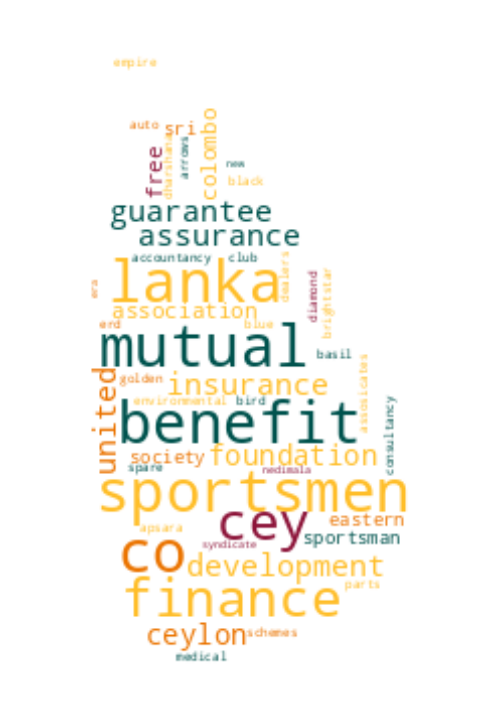 empire
auto
sri
colombo
free
dharshana
arrows
new
black
guarantee
assurance
accountancy
club
lanka
era
dealers
diamond
brightstar
association
erd
blue
mutual
basil
united
golden
insurance
assosicates
environmental
bird
benefit
consultancy
society
foundation
spare
nedimala
sportsmen
cey
eastern
apsara
sportsman
co
syndicate
development
finance
parts
ceylon
schemes
medical